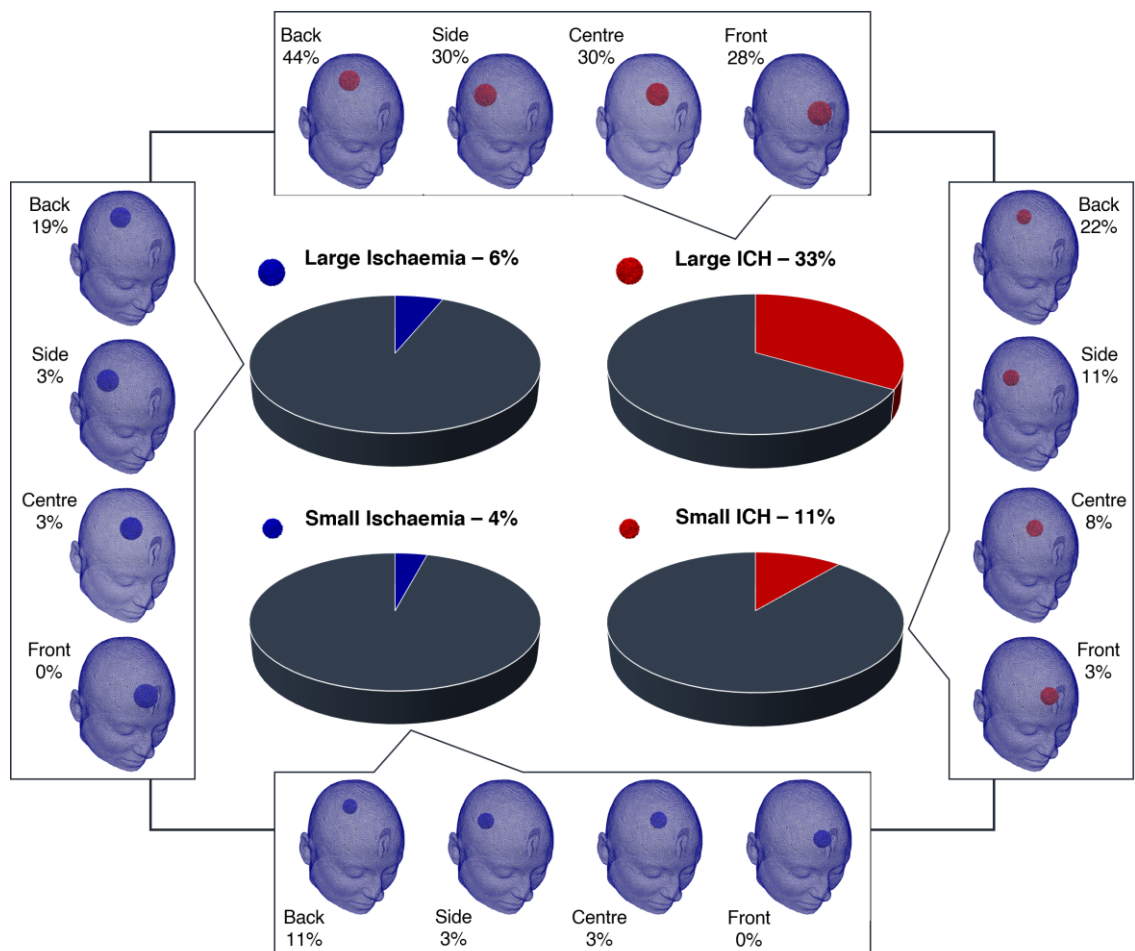 Back
44%
Side
30%
Centre
30%
Front
28%
Back
19%
Side
3%
Centre
3%
Front
0%
Large Ischaemia – 6%
Large ICH – 33%
Small Ischaemia – 4%
Small ICH – 11%
Back
22%
Side
11%
Centre
8%
Front
3%
Back
11%
Side
3%
Centre
3%
Front
0%